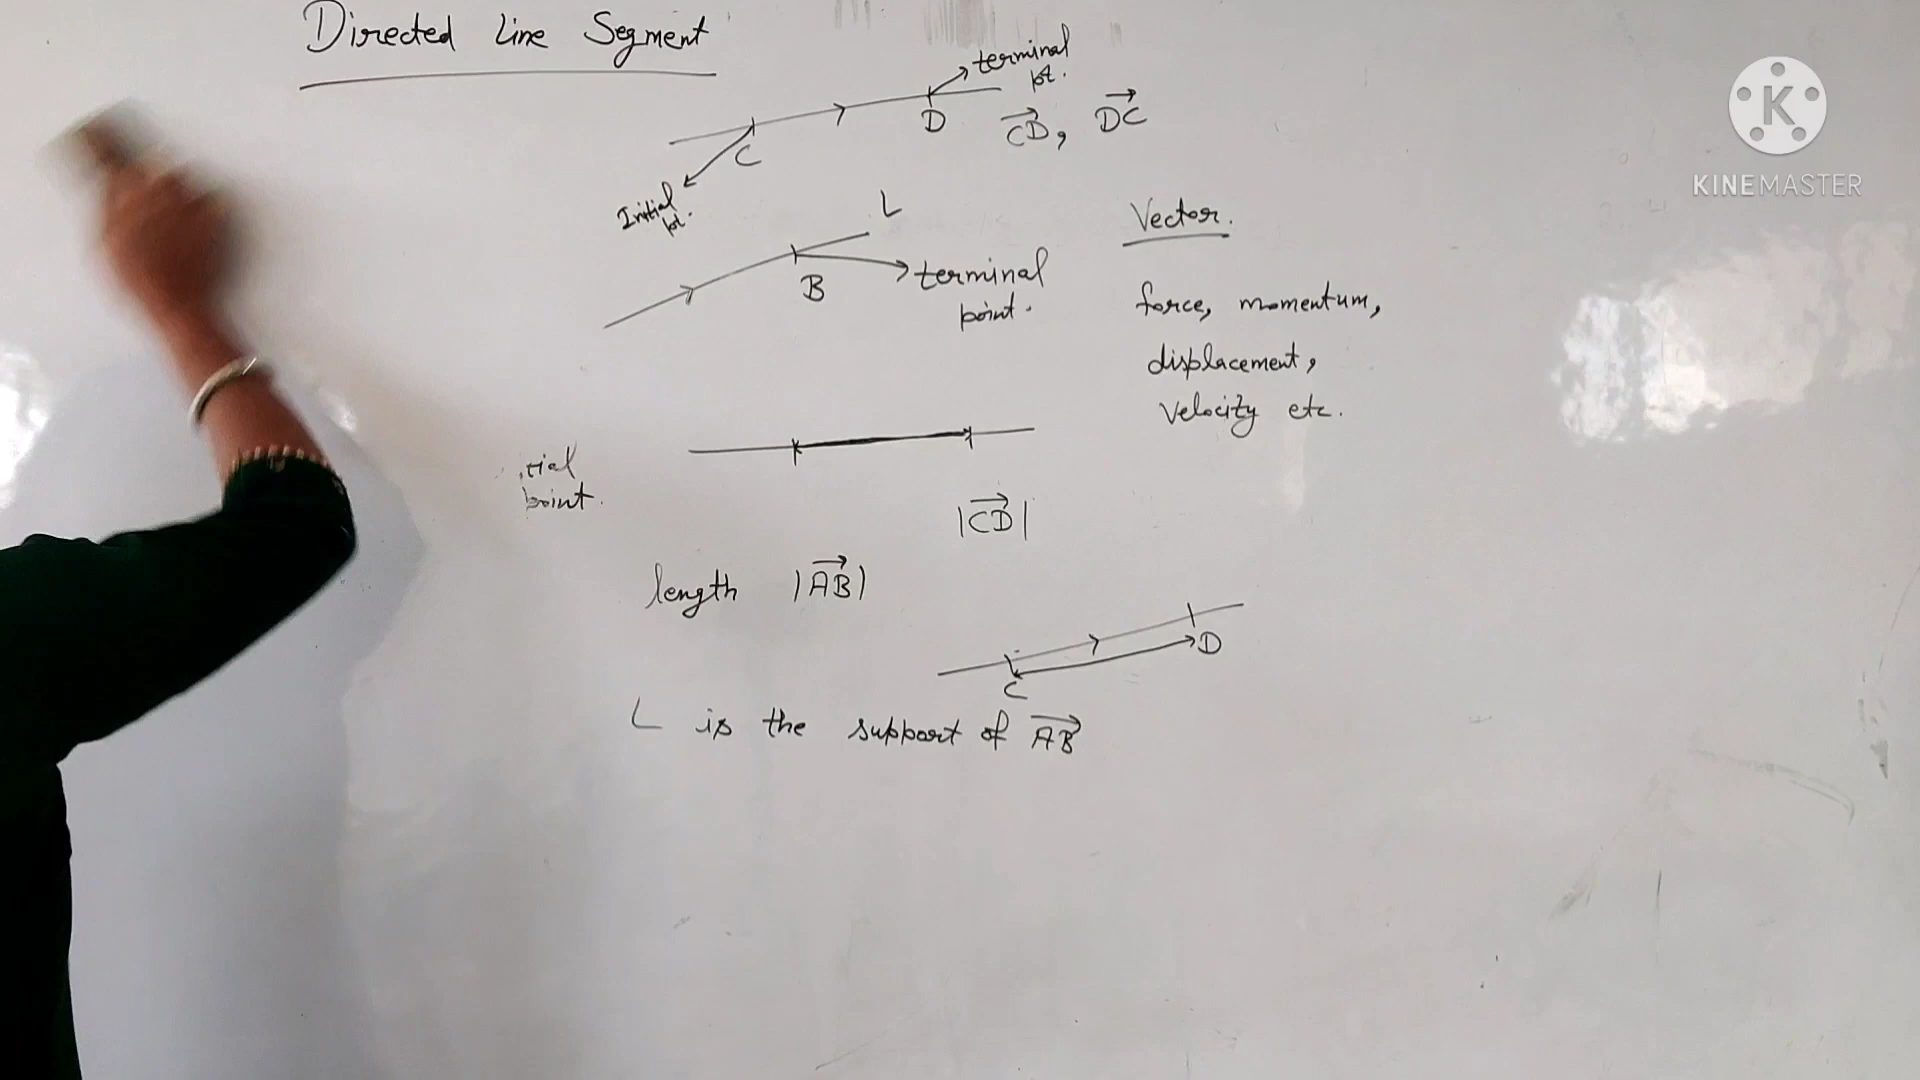 Directed Line Segment
terminal
pt.
C
D
CD, DC
Initial
pt.
L
B
terminal
point.
Vector.
force, momentum,
displacement,
Velocity etc.
point.
|CD|
length |AB|
C
D
L is the support of AB
KINEMASTER